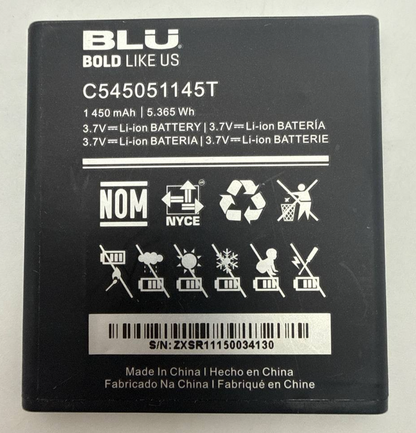 BLU
BOLD LIKE US
C545051145T
1 450 mAh | 5.365 Wh
3.7V⎓Li-ion BATTERY | 3.7V⎓Li-ion BATERÍA
3.7V⎓Li-ion BATERIA | 3.7V⎓Li-ion BATTERIE
NOM
NYCE
S/N: ZXSR11150034130
Made in China I Hecho en China
Fabricado Na China I Fabriqué en Chine